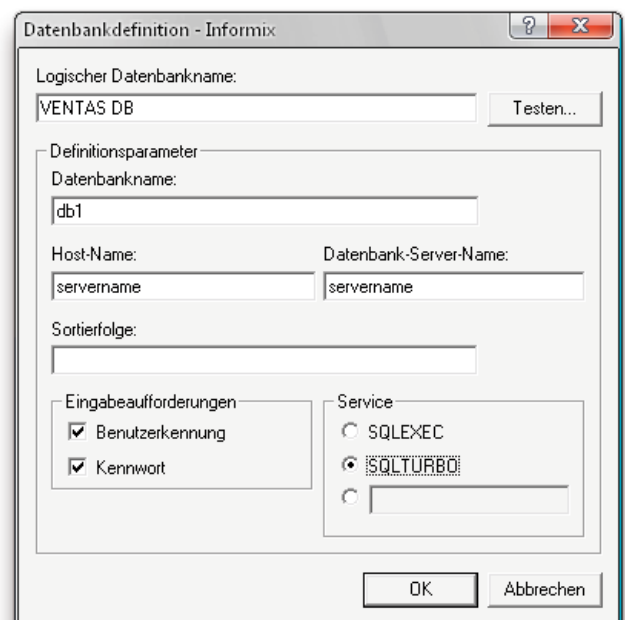 Datenbankdefinition - Informix
Logischer Datenbankname:
VENTAS DB
Testen...
Definitionsparameter
Datenbankname:
db1
Host-Name:
Datenbank-Server-Name:
servername
servername
Sortierfolge:
Eingabeaufforderungen
Benutzerkennung
Kennwort
Service
SQLEXEC
SQLTURBO
OK
Abbrechen